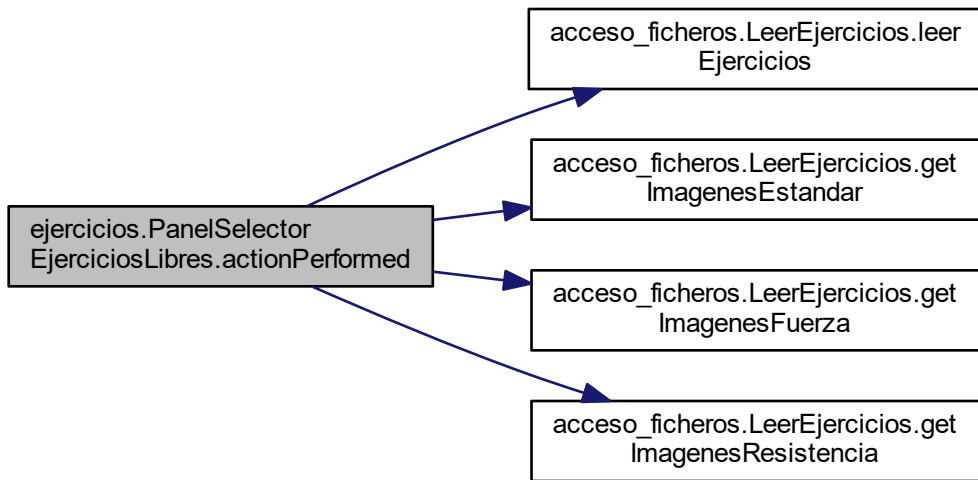 acceso_ficheros.LeerEjercicios.leer
Ejercicios
acceso_ficheros.LeerEjercicios.get
ImagenesEstandar
ejercicios.PanelSelector
EjerciciosLibres.actionPerformed
acceso_ficheros.LeerEjercicios.get
ImagenesFuerza
acceso_ficheros.LeerEjercicios.get
ImagenesResistencia